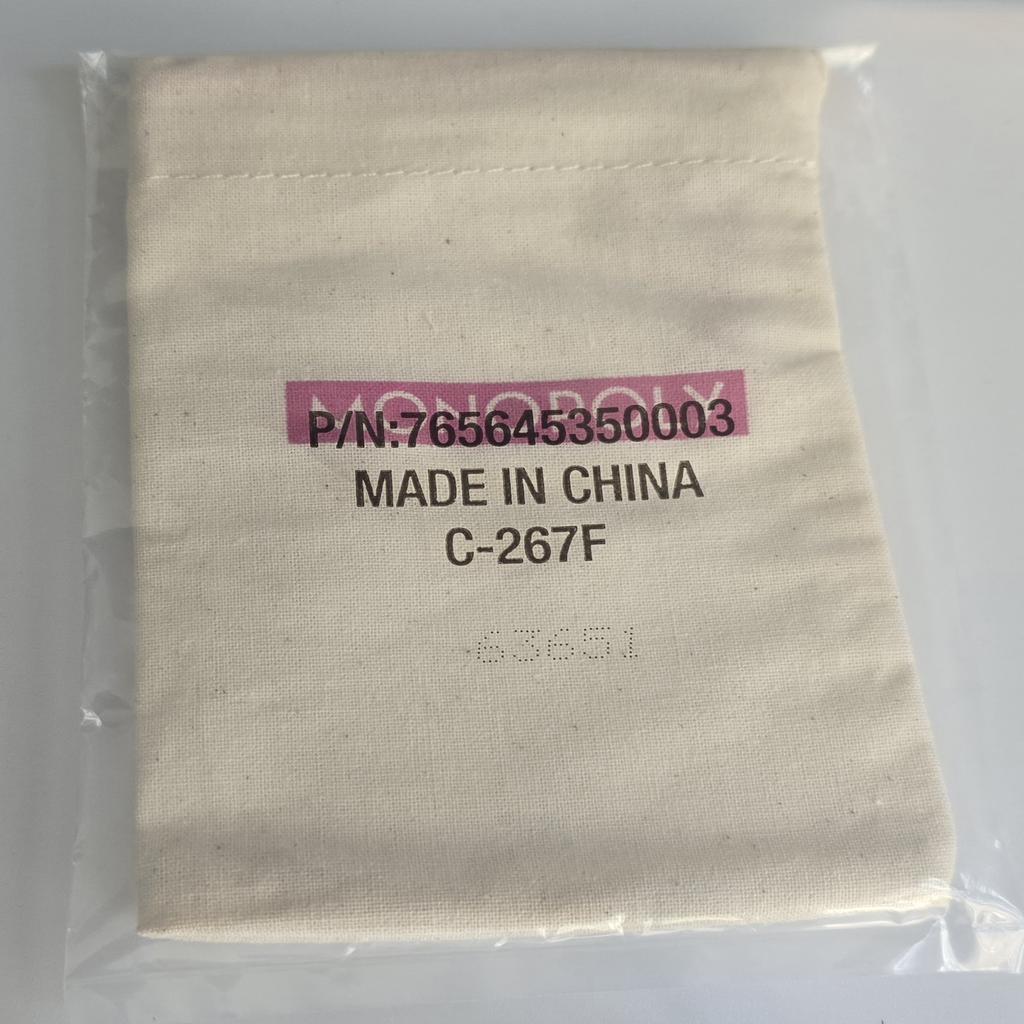 MONOPOLY
P/N:765645350003
MADE IN CHINA
C-267F
63651